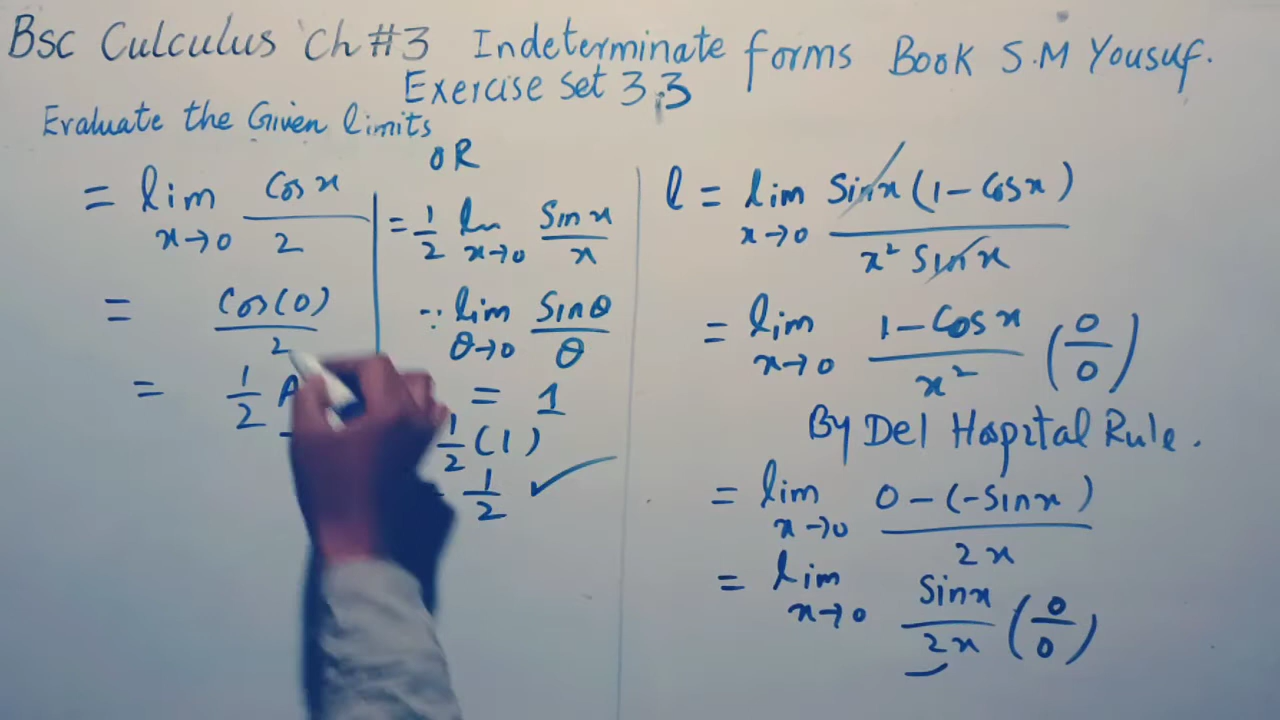 Bsc Culculus Ch #3 Indeterminate forms Book S.M Yousuf.
Exercise set 3.3
Evaluate the Given limits
= lim x→0 Cos x / 2
= Cos(0) / 2
= 1/2 A
OR
= 1/2 lim x→0 Sin x / x
∵ lim θ→0 Sin θ / θ
= 1
1/2 (1)
1/2 ✓
l = lim x→0 Sin x (1 - Cos x) / x² Sin x
= lim x→0 1 - Cos x / x² (0/0)
By Del Hospital Rule.
= lim x→0 0 - (-Sin x) / 2x
= lim x→0 Sin x / 2x (0/0)